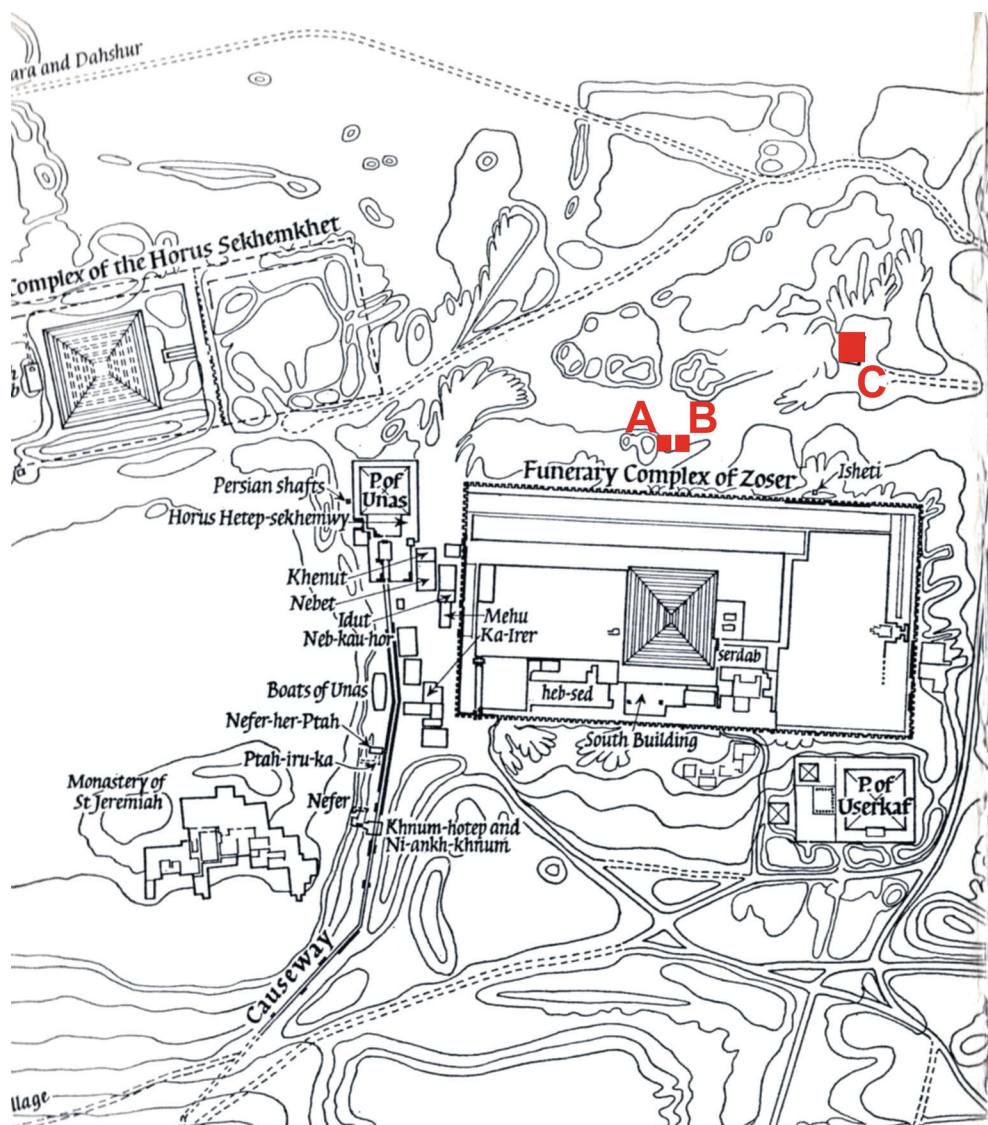 ara and Dahshur
Complex of the Horus Sekhemkhet
A
B
C
Funerary Complex of Zoser
Isheti
Persian shafts
P. of
Unas
Horus Hetep-sekhemwy
Khenut
Nebet
Idut
Neb-kau-hor
Mehu
Ka-Irer
serdab
heb-sed
Boats of Unas
Nefer-her-Ptah
South Building
Ptah-iru-ka
Monastery of
St Jeremiah
P. of
Userkaf
Nefer
Khnum-hotep and
Ni-ankh-khnum
Causeway
llage